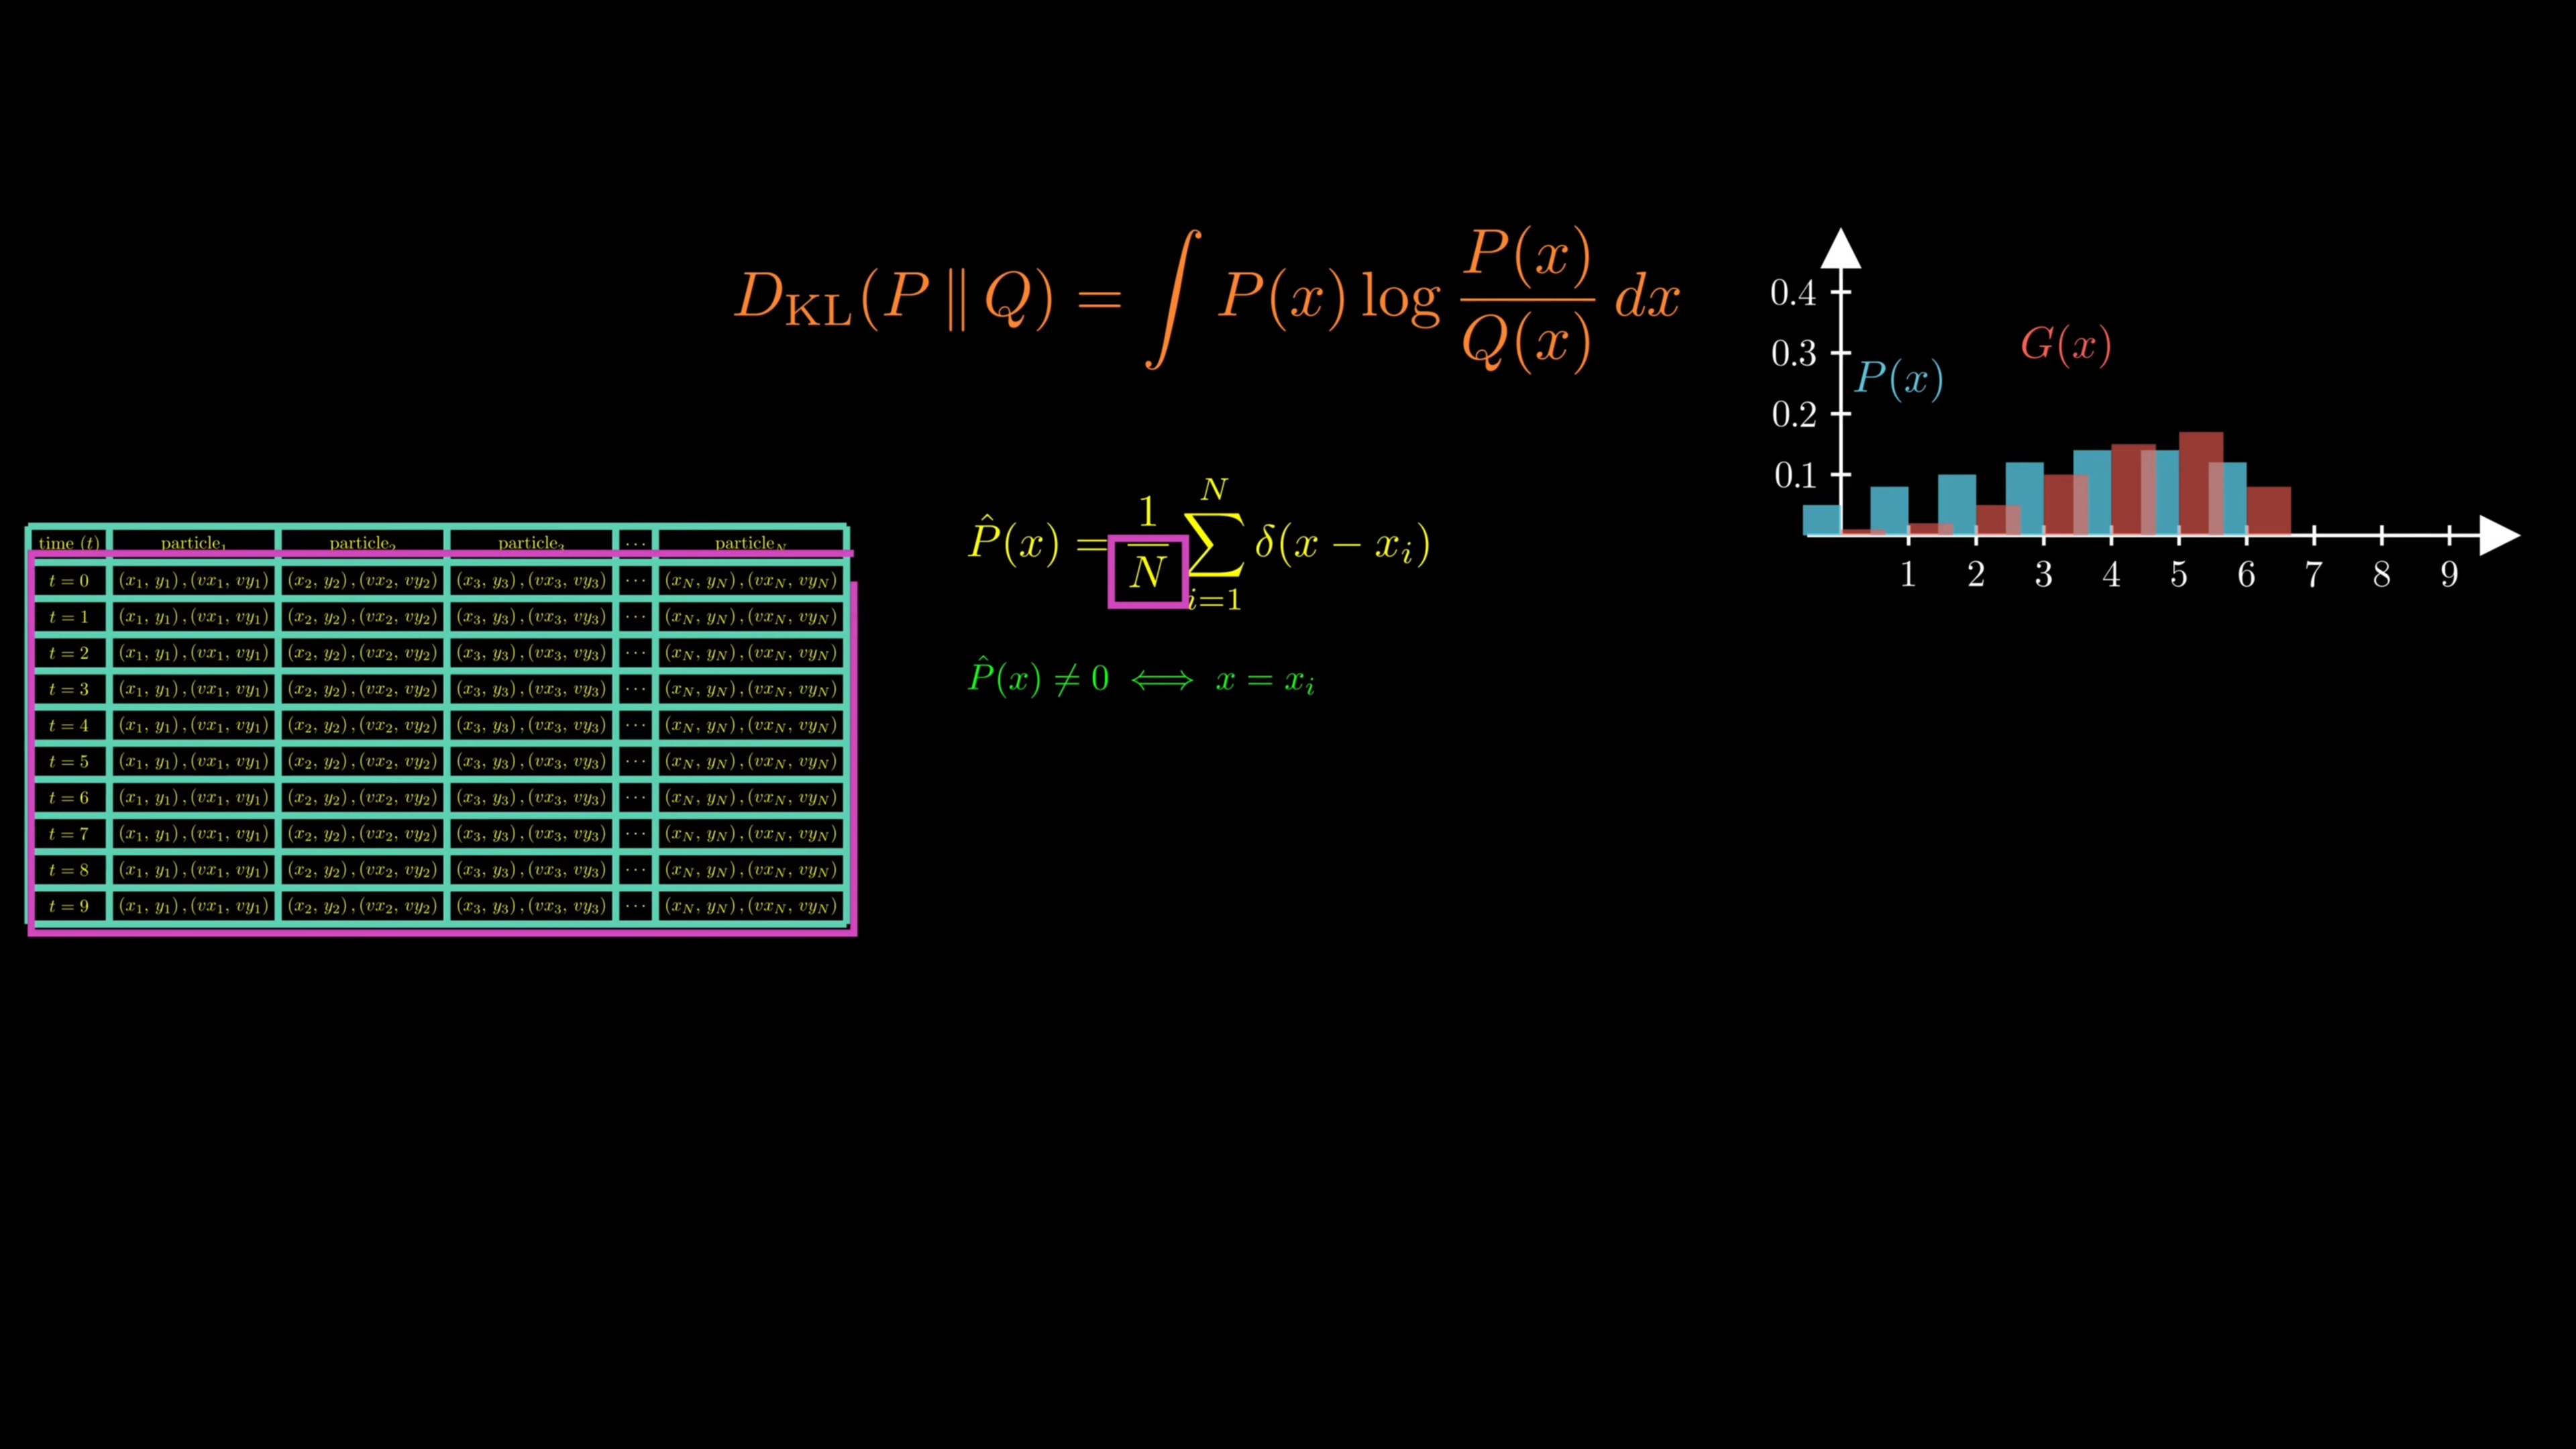 D_KL(P ∥ Q) = ∫ P(x) log P(x)/Q(x) dx
0.4
0.3
0.2
0.1
P(x)
G(x)
1 2 3 4 5 6 7 8 9
P̂(x) = 1/N ∑_{i=1}^{N} δ(x − x_i)
P̂(x) ≠ 0 ⟺ x = x_i
time (t) particle₁ particle₂ particle₃ ··· particle_N
t = 0 (x₁, y₁), (vx₁, vy₁) (x₂, y₂), (vx₂, vy₂) (x₃, y₃), (vx₃, vy₃) ··· (x_N, y_N), (vx_N, vy_N)
t = 1 (x₁, y₁), (vx₁, vy₁) (x₂, y₂), (vx₂, vy₂) (x₃, y₃), (vx₃, vy₃) ··· (x_N, y_N), (vx_N, vy_N)
t = 2 (x₁, y₁), (vx₁, vy₁) (x₂, y₂), (vx₂, vy₂) (x₃, y₃), (vx₃, vy₃) ··· (x_N, y_N), (vx_N, vy_N)
t = 3 (x₁, y₁), (vx₁, vy₁) (x₂, y₂), (vx₂, vy₂) (x₃, y₃), (vx₃, vy₃) ··· (x_N, y_N), (vx_N, vy_N)
t = 4 (x₁, y₁), (vx₁, vy₁) (x₂, y₂), (vx₂, vy₂) (x₃, y₃), (vx₃, vy₃) ··· (x_N, y_N), (vx_N, vy_N)
t = 5 (x₁, y₁), (vx₁, vy₁) (x₂, y₂), (vx₂, vy₂) (x₃, y₃), (vx₃, vy₃) ··· (x_N, y_N), (vx_N, vy_N)
t = 6 (x₁, y₁), (vx₁, vy₁) (x₂, y₂), (vx₂, vy₂) (x₃, y₃), (vx₃, vy₃) ··· (x_N, y_N), (vx_N, vy_N)
t = 7 (x₁, y₁), (vx₁, vy₁) (x₂, y₂), (vx₂, vy₂) (x₃, y₃), (vx₃, vy₃) ··· (x_N, y_N), (vx_N, vy_N)
t = 8 (x₁, y₁), (vx₁, vy₁) (x₂, y₂), (vx₂, vy₂) (x₃, y₃), (vx₃, vy₃) ··· (x_N, y_N), (vx_N, vy_N)
t = 9 (x₁, y₁), (vx₁, vy₁) (x₂, y₂), (vx₂, vy₂) (x₃, y₃), (vx₃, vy₃) ··· (x_N, y_N), (vx_N, vy_N)